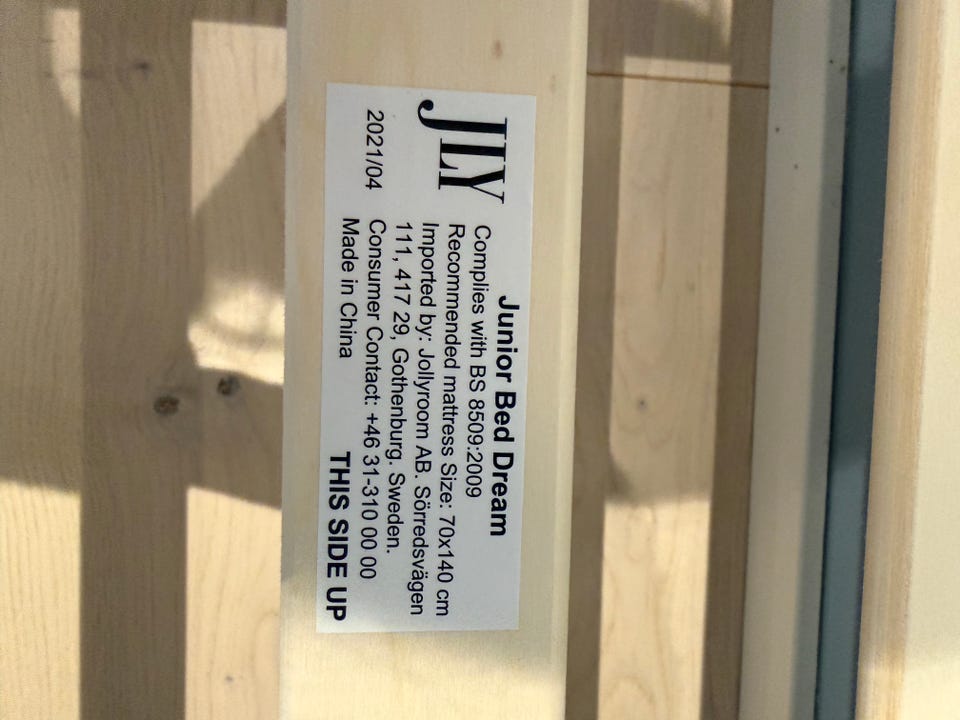 Junior Bed Dream
JLY
Complies with BS 8509:2009
Recommended mattress Size: 70x140 cm
Imported by: Jollyroom AB. Sörredsvägen
111, 417 29, Gothenburg. Sweden.
2021/04
Consumer Contact: +46 31-310 00 00
Made in China
THIS SIDE UP